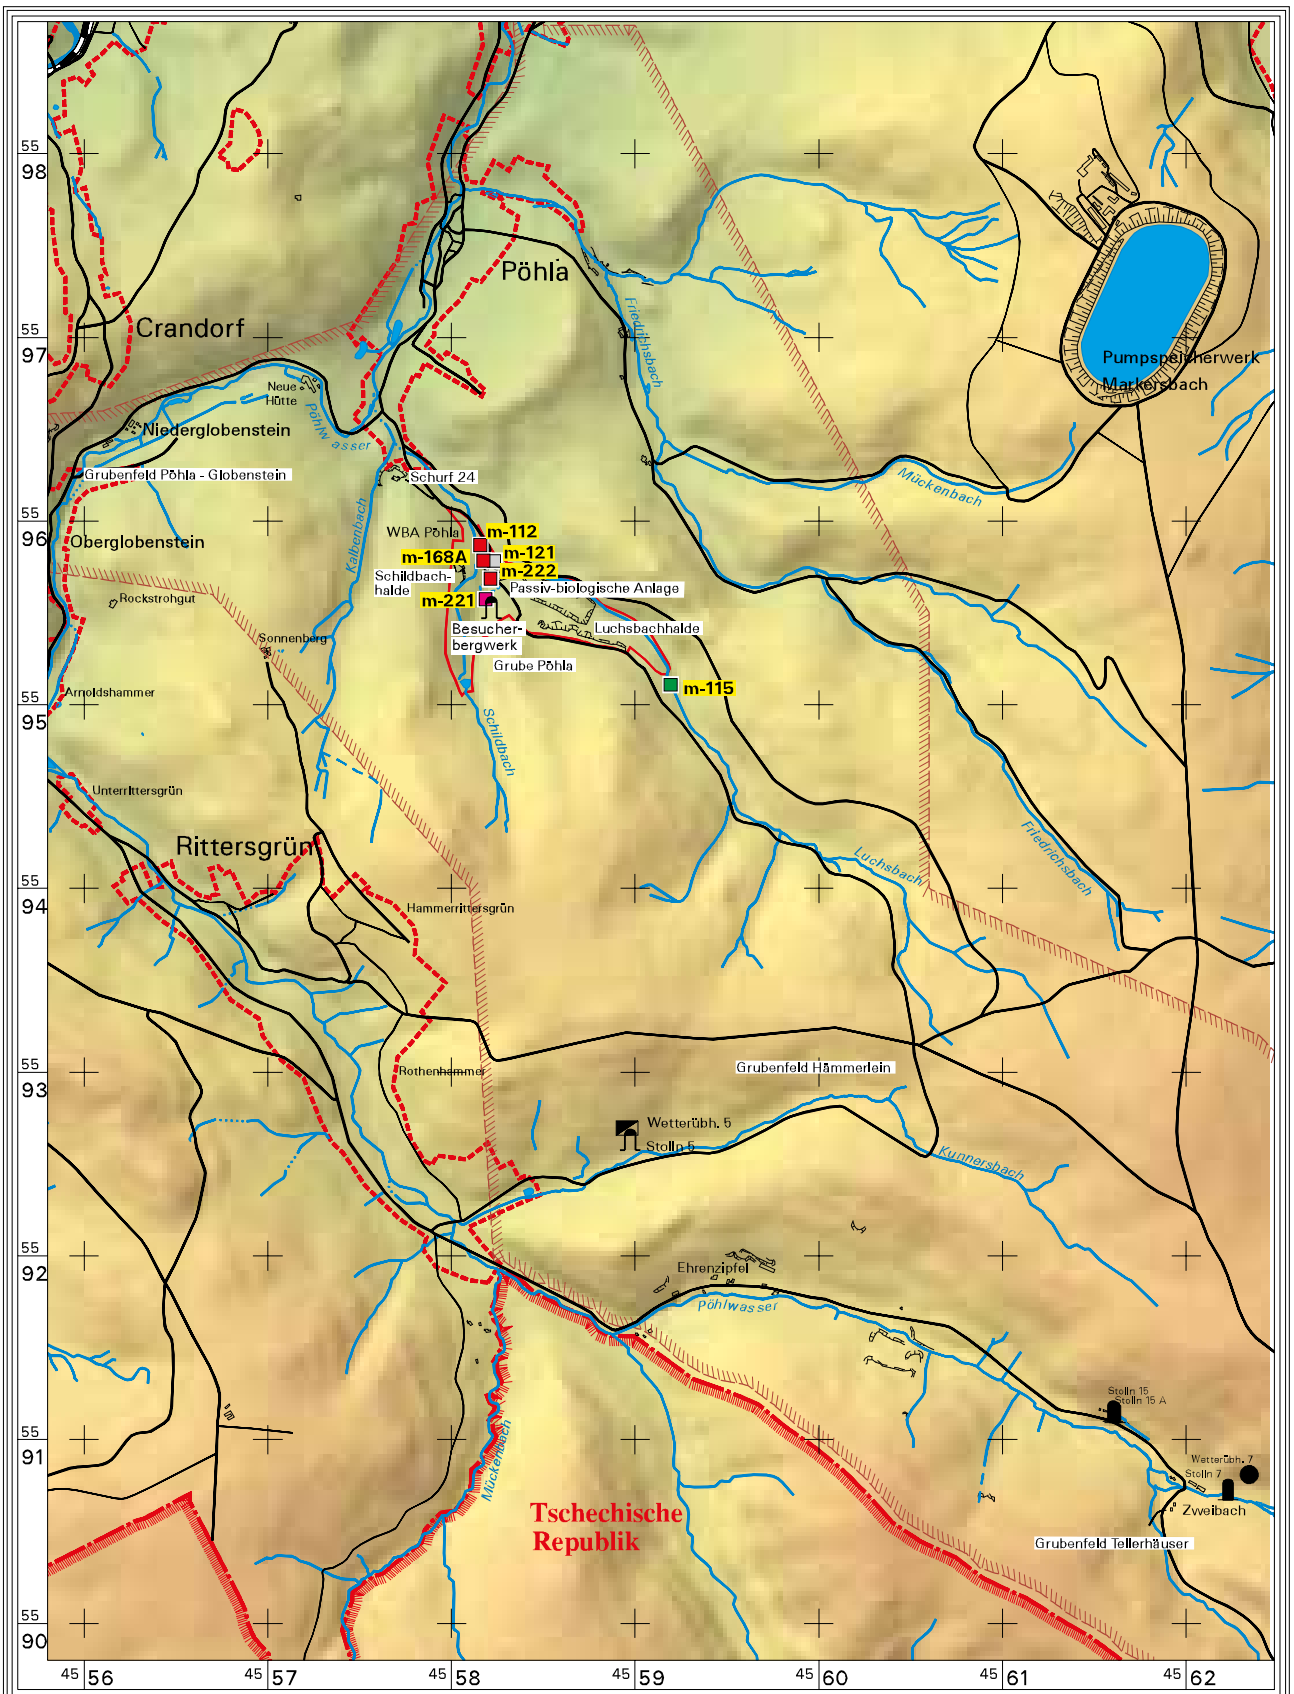 55
98
Pöhla
Friedrichsbach
55
97
Crandorf
Pumpspeicherwerk
Markersbach
Neue
Hütte
Pöhlwasser
Niederglobenstein
Grubenfeld Pöhla - Globenstein
Schurf 24
Mückenbach
Kalbenbach
55
96
WBA Pöhla
m-112
Oberglobenstein
m-168A
m-121
m-222
Schildbach-
halde
Passiv-biologische Anlage
m-221
Rockstrohgut
Besucher-
bergwerk
Luchsbachhalde
Sonnenberg
Grube Pöhla
m-115
Arnoldshammer
55
95
Schildbach
Unterrittersgrün
Rittersgrün
Luchsbach
Friedrichsbach
55
94
Hammerrittersgrün
55
93
Rothenhammer
Grubenfeld Hämmerlein
Wetterübh. 5
Stolln 5
Kunnersbach
55
92
Ehrenzipfel
Pöhlwasser
Stolln 15
Stolln 15 A
55
91
Mückenbach
Wetterübh. 7
Stolln 7
Zweibach
Tschechische
Republik
Grubenfeld Tellerhäuser
55
90
45 56
45 57
45 58
45 59
45 60
45 61
45 62